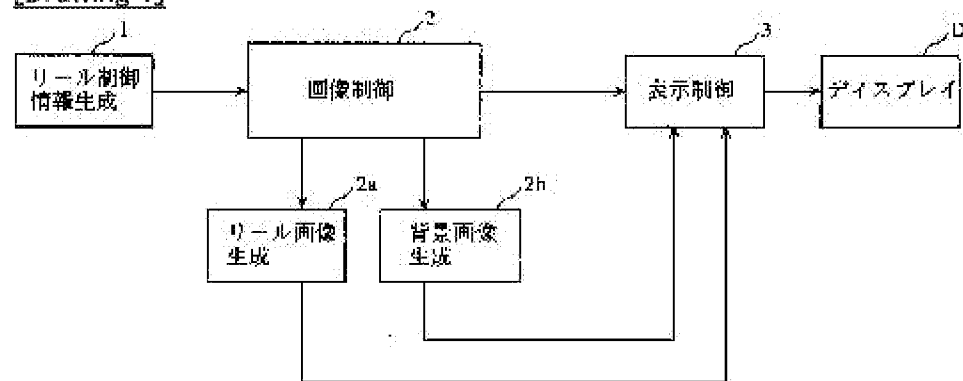 [Drawing 1]
1
2
3
D
リール制御
情報生成
画像制御
表示制御
ディスプレイ
2a
2b
リール画像
生成
背景画像
生成